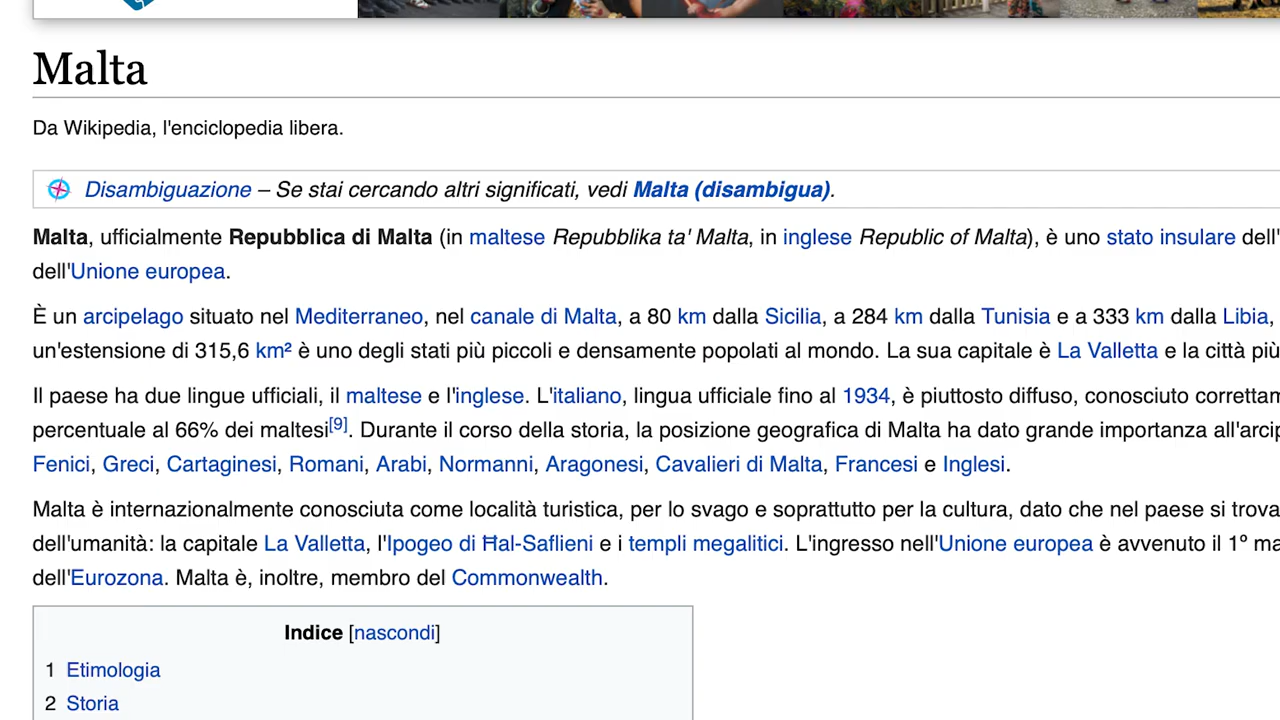 Malta
Da Wikipedia, l'enciclopedia libera.
Disambiguazione – Se stai cercando altri significati, vedi Malta (disambigua).
Malta, ufficialmente Repubblica di Malta (in maltese Repubblika ta' Malta, in inglese Republic of Malta), è uno stato insulare dell'
dell'Unione europea.
È un arcipelago situato nel Mediterraneo, nel canale di Malta, a 80 km dalla Sicilia, a 284 km dalla Tunisia e a 333 km dalla Libia,
un'estensione di 315,6 km² è uno degli stati più piccoli e densamente popolati al mondo. La sua capitale è La Valletta e la città più
Il paese ha due lingue ufficiali, il maltese e l'inglese. L'italiano, lingua ufficiale fino al 1934, è piuttosto diffuso, conosciuto
percentuale al 66% dei maltesi[9]. Durante il corso della storia, la posizione geografica di Malta ha dato grande importanza
Fenici, Greci, Cartaginesi, Romani, Arabi, Normanni, Aragonesi, Cavalieri di Malta, Francesi e Inglesi.
Malta è internazionalmente conosciuta come località turistica, per lo svago e soprattutto per la cultura, dato che nel paese si trova
dell'umanità: la capitale La Valletta, l'Ipogeo di Ħal-Saflieni e i templi megalitici. L'ingresso nell'Unione europea è avvenuto il 1º
dell'Eurozona. Malta è, inoltre, membro del Commonwealth.
Indice [nascondi]
1 Etimologia
2 Storia